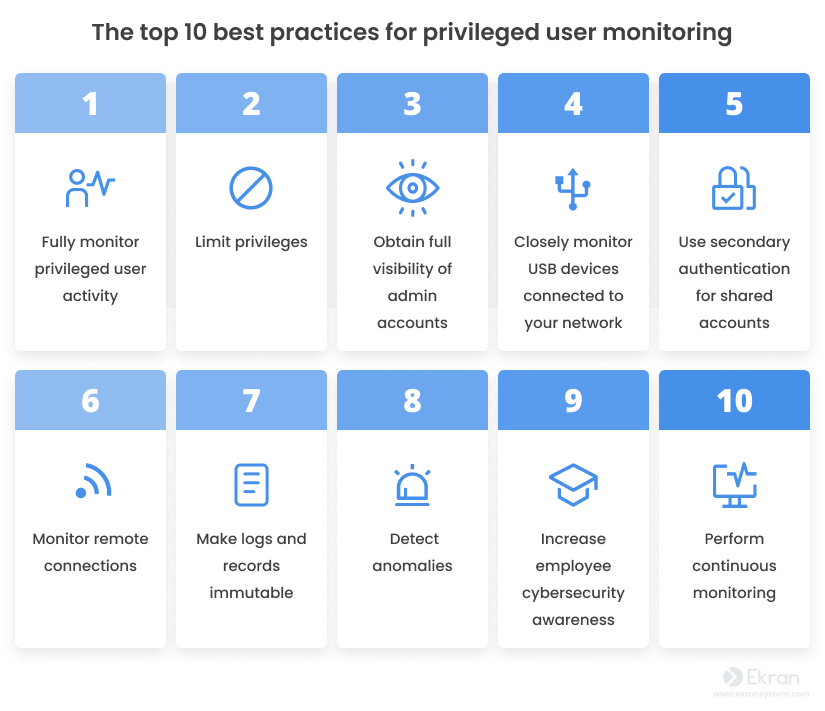 The top 10 best practices for privileged user monitoring
1
Fully monitor
privileged user
activity
2
Limit privileges
3
Obtain full
visibility of
admin
accounts
4
Closely monitor
USB devices
connected to
your network
5
Use secondary
authentication
for shared
accounts
6
Monitor remote
connections
7
Make logs and
records
immutable
8
Detect
anomalies
9
Increase
employee
cybersecurity
awareness
10
Perform
continuous
monitoring
Ekran
www.ekransystem.com